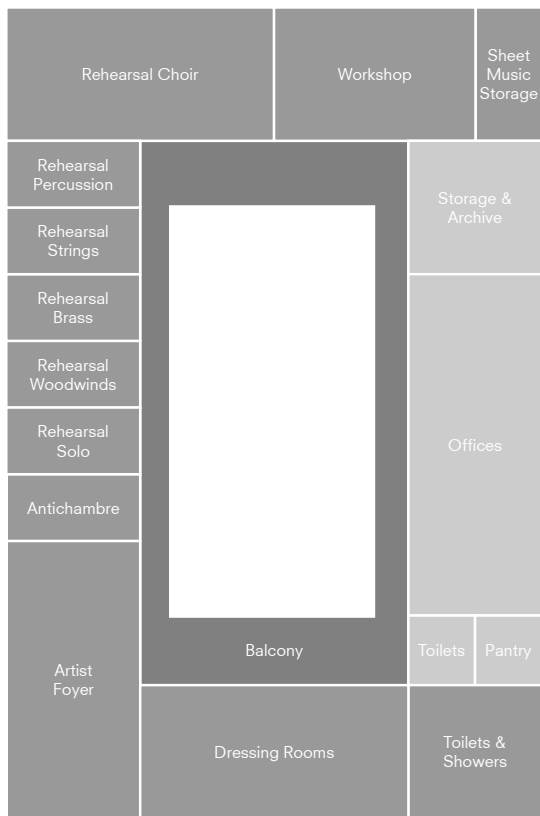 Rehearsal Choir
Workshop
Sheet
Music
Storage
Rehearsal
Percussion
Storage &
Archive
Rehearsal
Strings
Rehearsal
Brass
Rehearsal
Woodwinds
Rehearsal
Solo
Offices
Antichambre
Balcony
Toilets
Pantry
Artist
Foyer
Dressing Rooms
Toilets &
Showers